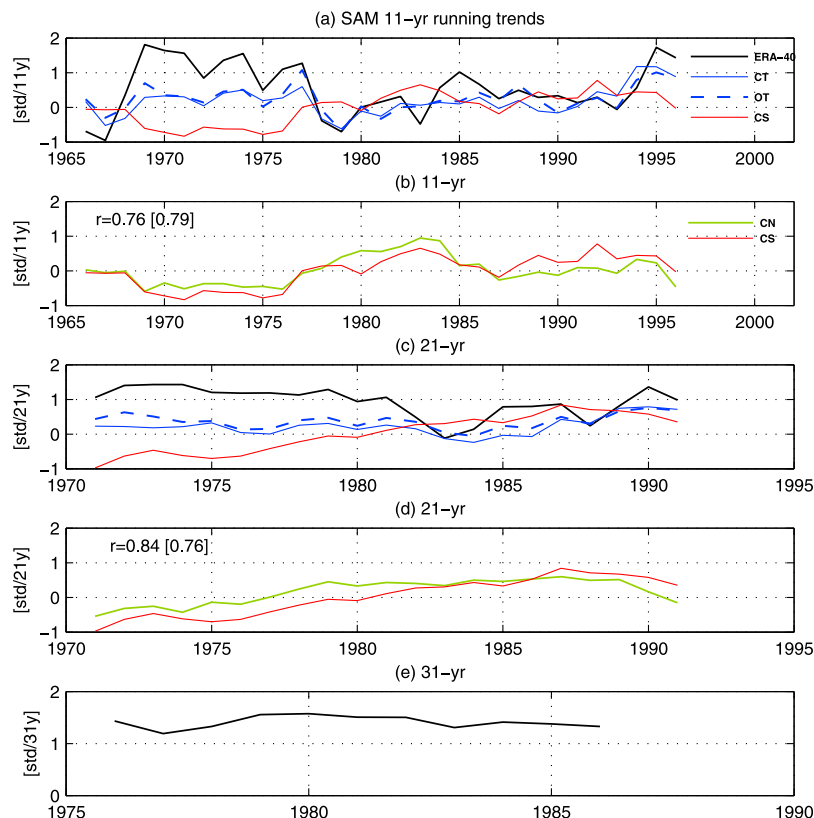 (a) SAM 11−yr running trends
[std/11y]
2
1
0
−1
ERA−40
CT
OT
CS
1965 1970 1975 1980 1985 1990 1995 2000
(b) 11−yr
[std/11y]
2
1
0
−1
r=0.76 [0.79]
CN
CS
1965 1970 1975 1980 1985 1990 1995 2000
(c) 21−yr
[std/21y]
2
1
0
−1
1970 1975 1980 1985 1990 1995
(d) 21−yr
[std/21y]
2
1
0
−1
r=0.84 [0.76]
1970 1975 1980 1985 1990 1995
(e) 31−yr
[std/31y]
2
1
0
1975 1980 1985 1990